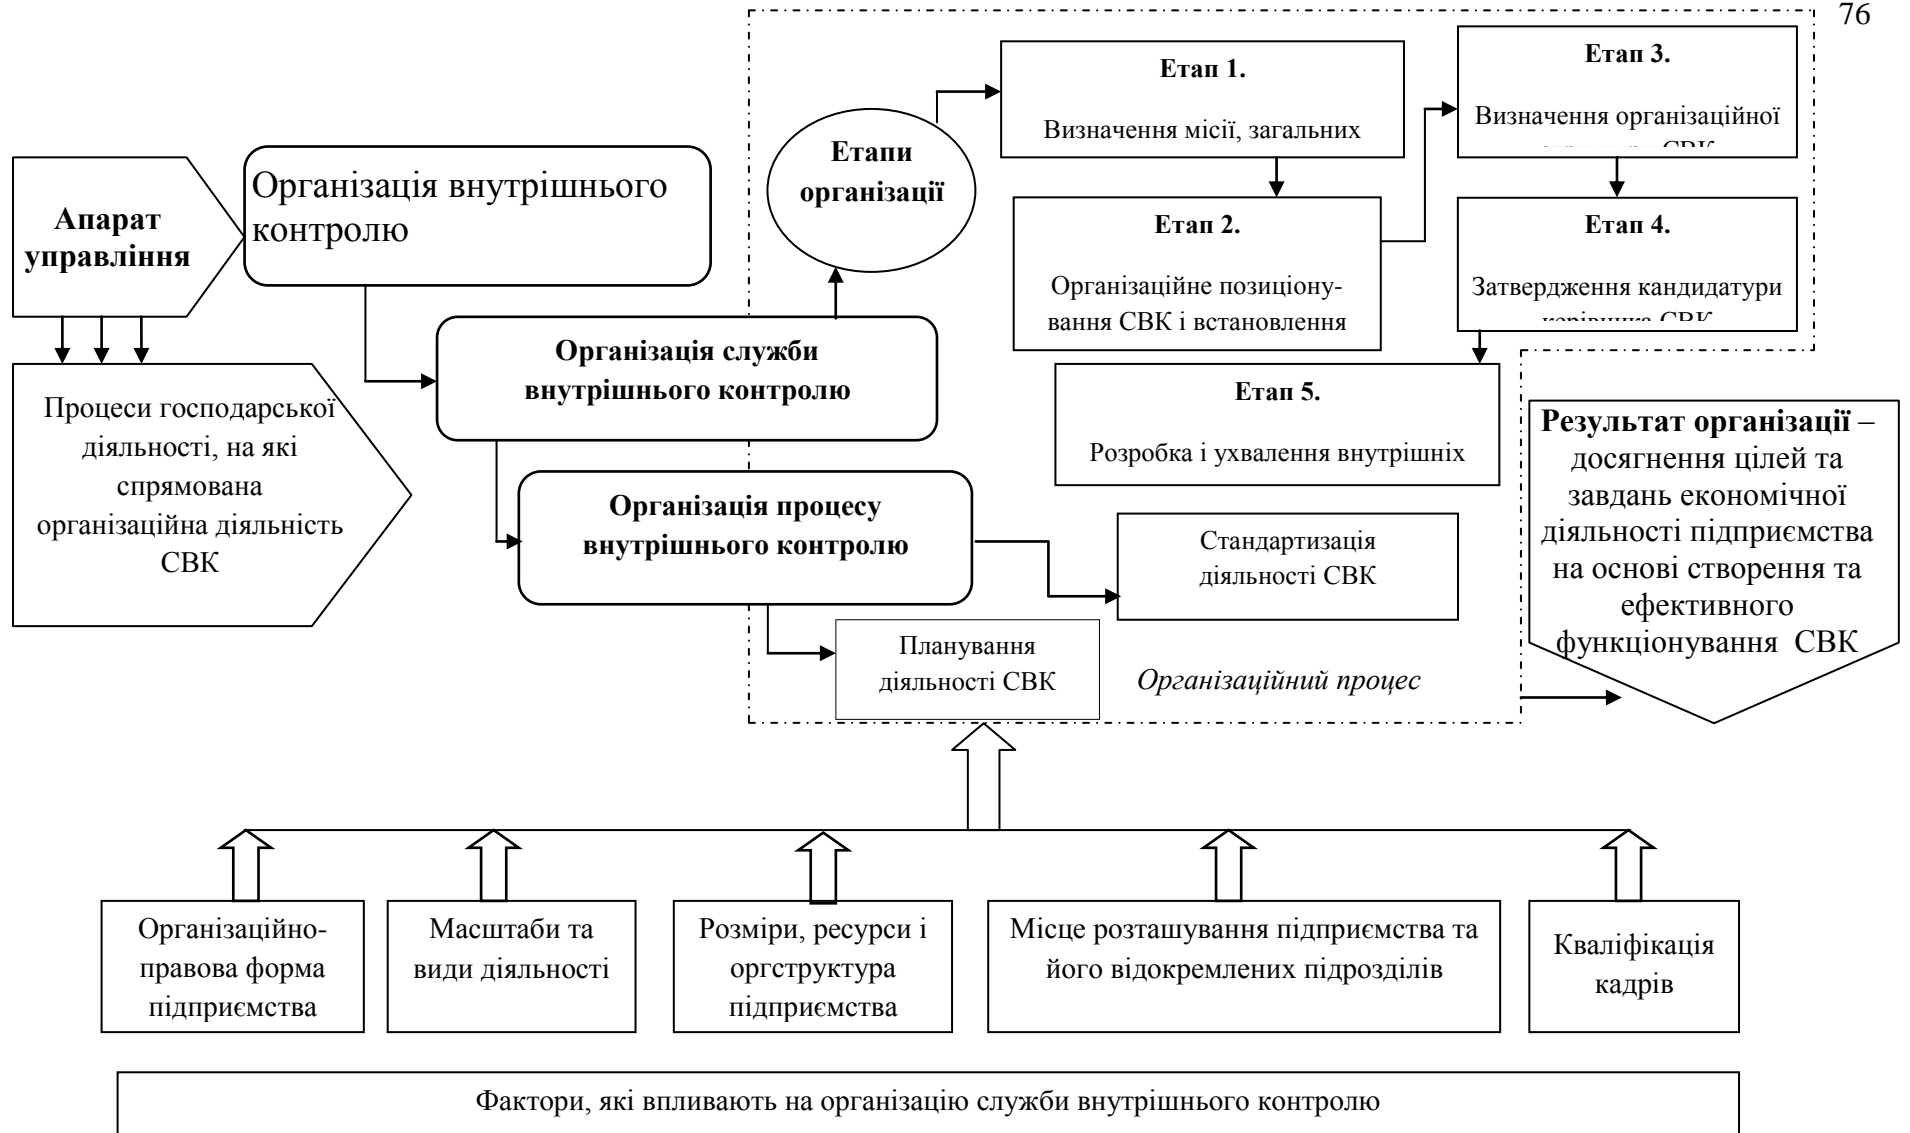 76
Апарат
управління
Організація внутрішнього
контролю
Етапи
організації
Етап 1.
Визначення місії, загальних
Етап 2.
Організаційне позиціону-
вання СВК і встановлення
Етап 3.
Визначення організаційної
СВК
Етап 4.
Затвердження кандидатури
керівника СВК
Етап 5.
Розробка і ухвалення внутрішніх
Організація служби
внутрішнього контролю
Процеси господарської
діяльності, на які
спрямована
організаційна діяльність
СВК
Організація процесу
внутрішнього контролю
Стандартизація
діяльності СВК
Планування
діяльності СВК
Організаційний процес
Результат організації –
досягнення цілей та
завдань економічної
діяльності підприємства
на основі створення та
ефективного
функціонування СВК
Організаційно-
правова форма
підприємства
Масштаби та
види діяльності
Розміри, ресурси і
оргструктура
підприємства
Місце розташування підприємства та
його відокремлених підрозділів
Кваліфікація
кадрів
Фактори, які впливають на організацію служби внутрішнього контролю